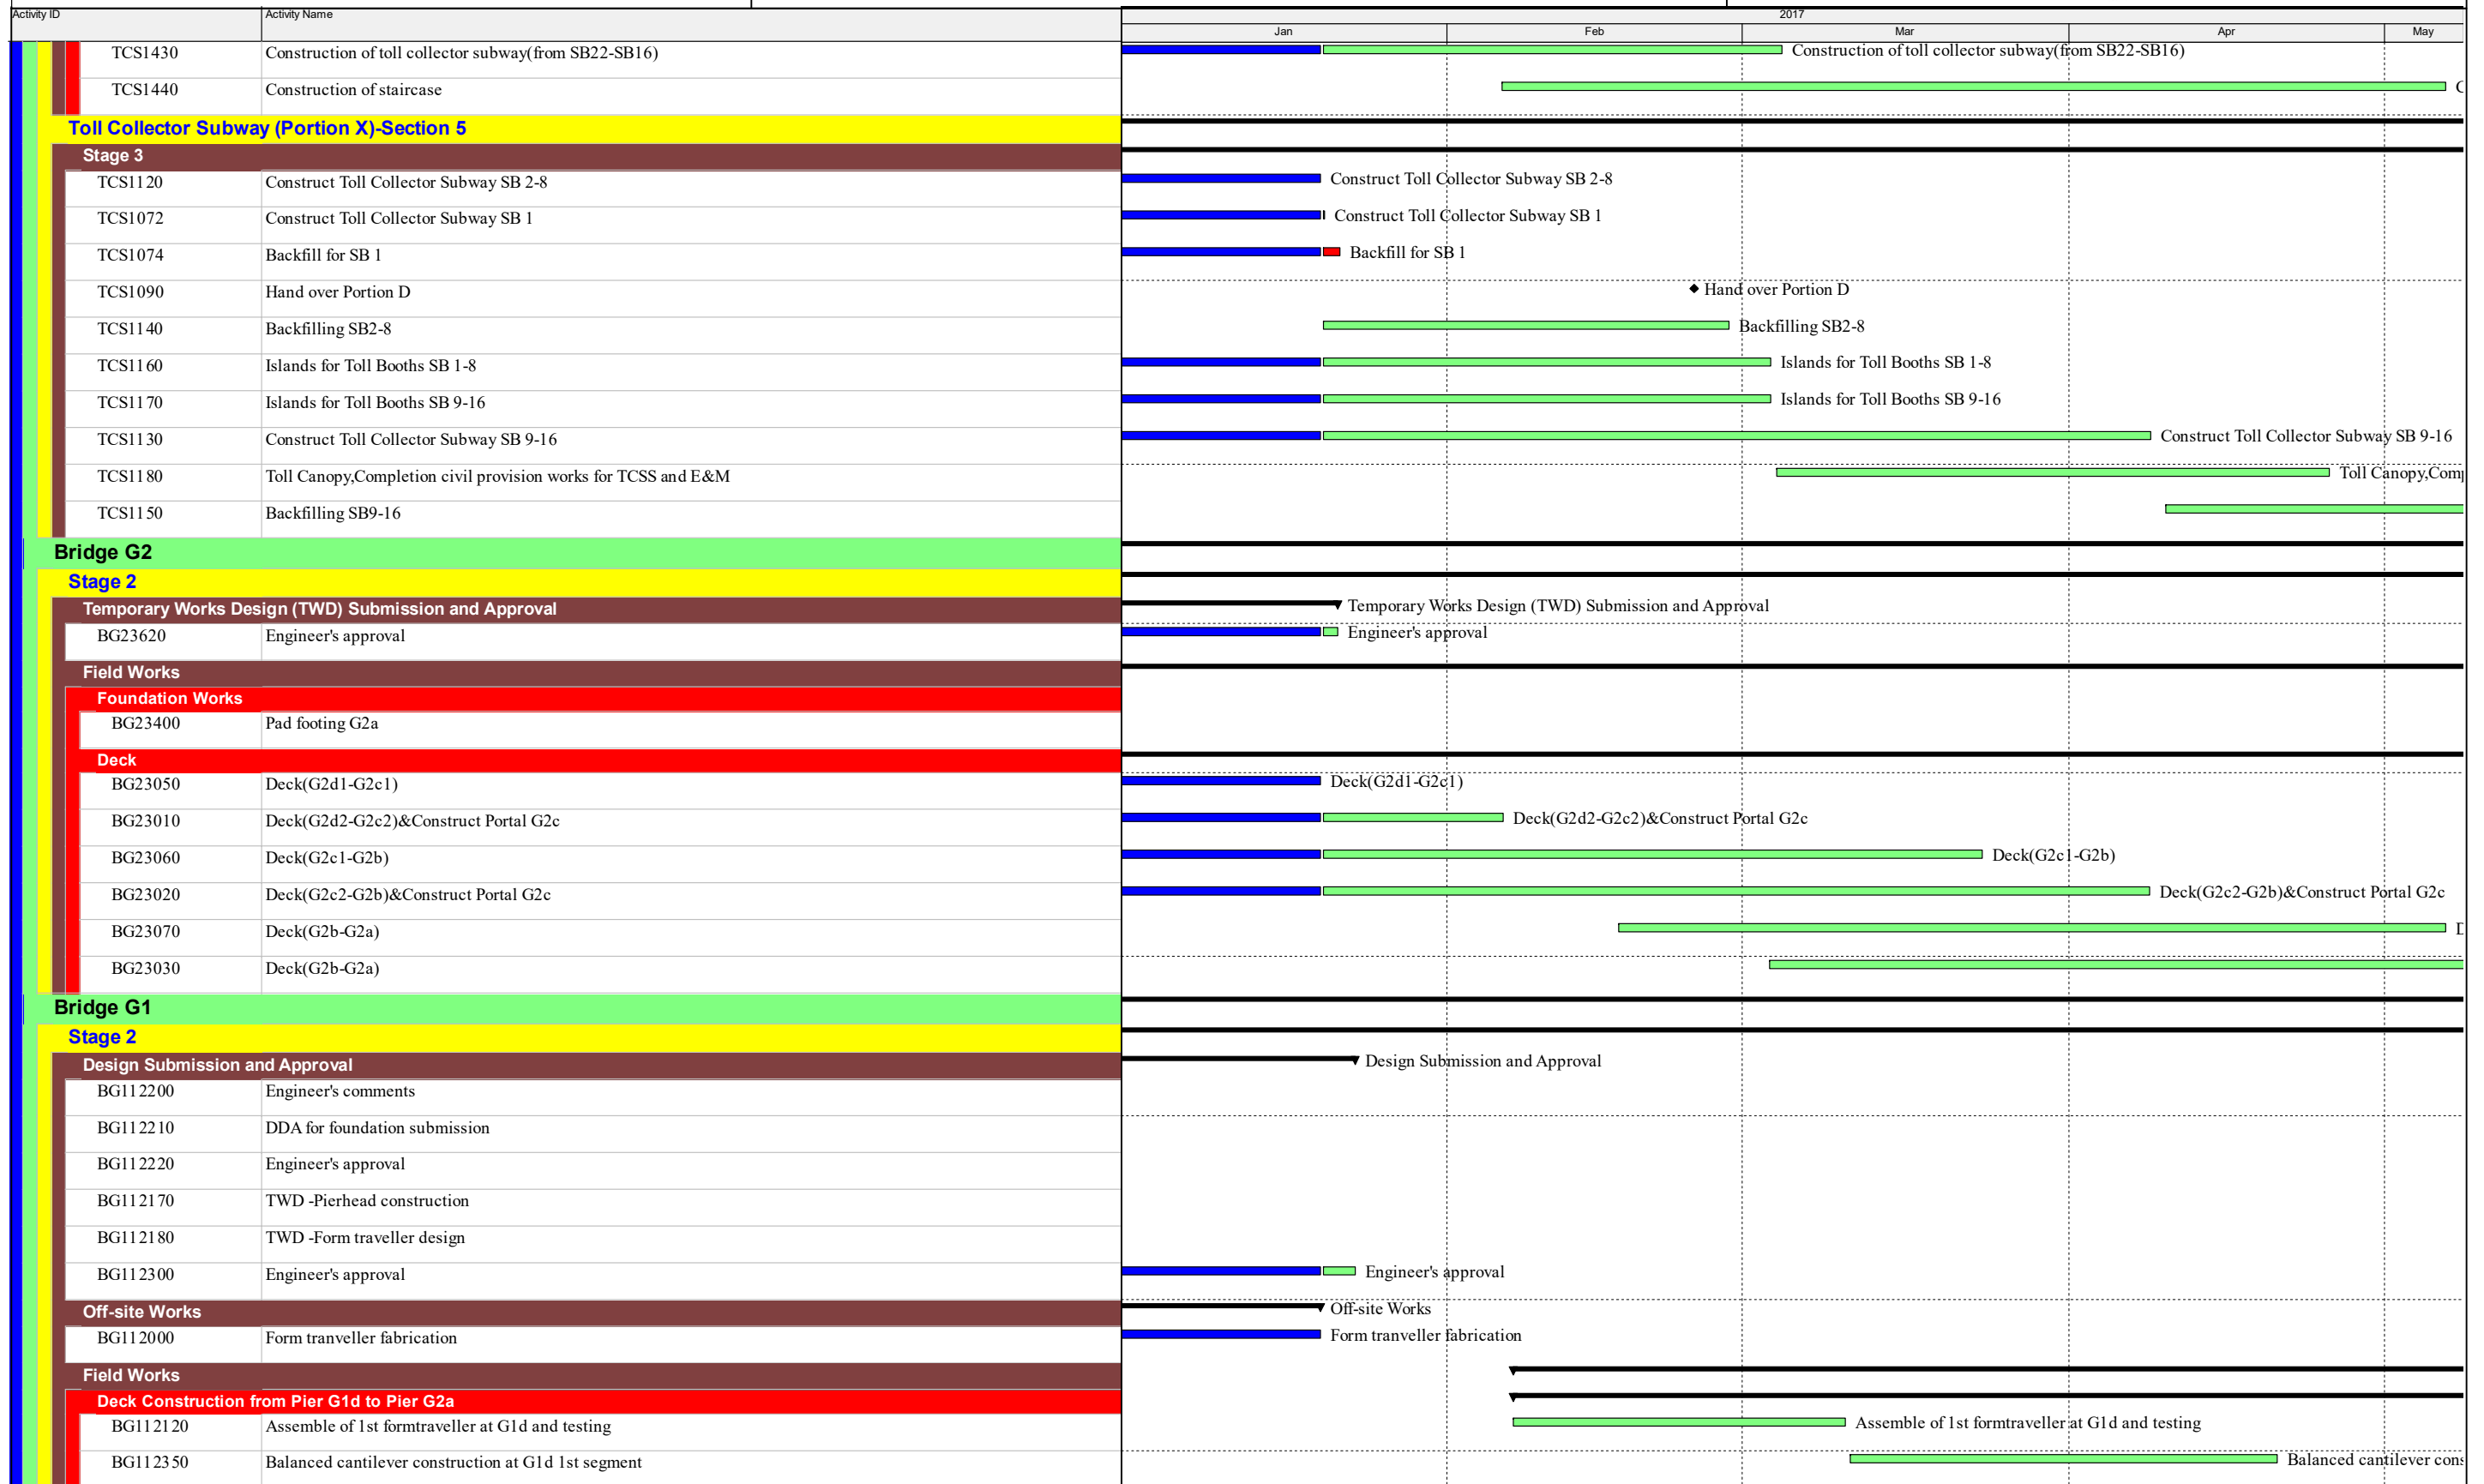 Activity ID Activity Name 2017
Jan Feb Mar Apr May
TCS1430 Construction of toll collector subway(from SB22-SB16) Construction of toll collector subway(from SB22-SB16)
TCS1440 Construction of staircase C
Toll Collector Subway (Portion X)-Section 5
Stage 3
TCS1120 Construct Toll Collector Subway SB 2-8 Construct Toll Collector Subway SB 2-8
TCS1072 Construct Toll Collector Subway SB 1 Construct Toll Collector Subway SB 1
TCS1074 Backfill for SB 1 Backfill for SB 1
TCS1090 Hand over Portion D Hand over Portion D
TCS1140 Backfilling SB2-8 Backfilling SB2-8
TCS1160 Islands for Toll Booths SB 1-8 Islands for Toll Booths SB 1-8
TCS1170 Islands for Toll Booths SB 9-16 Islands for Toll Booths SB 9-16
TCS1130 Construct Toll Collector Subway SB 9-16 Construct Toll Collector Subway SB 9-16
TCS1180 Toll Canopy,Completion civil provision works for TCSS and E&M Toll Canopy,Comp
TCS1150 Backfilling SB9-16
Bridge G2
Stage 2
Temporary Works Design (TWD) Submission and Approval Temporary Works Design (TWD) Submission and Approval
BG23620 Engineer's approval Engineer's approval
Field Works
Foundation Works
BG23400 Pad footing G2a
Deck
BG23050 Deck(G2d1-G2c1) Deck(G2d1-G2c1)
BG23010 Deck(G2d2-G2c2)&Construct Portal G2c Deck(G2d2-G2c2)&Construct Portal G2c
BG23060 Deck(G2c1-G2b) Deck(G2c1-G2b)
BG23020 Deck(G2c2-G2b)&Construct Portal G2c Deck(G2c2-G2b)&Construct Portal G2c
BG23070 Deck(G2b-G2a) D
BG23030 Deck(G2b-G2a)
Bridge G1
Stage 2
Design Submission and Approval Design Submission and Approval
BG112200 Engineer's comments
BG112210 DDA for foundation submission
BG112220 Engineer's approval
BG112170 TWD -Pierhead construction
BG112180 TWD -Form traveller design
BG112300 Engineer's approval Engineer's approval
Off-site Works Off-site Works
BG112000 Form tranveller fabrication Form tranveller fabrication
Field Works
Deck Construction from Pier G1d to Pier G2a
BG112120 Assemble of 1st formtraveller at G1d and testing Assemble of 1st formtraveller at G1d and testing
BG112350 Balanced cantilever construction at G1d 1st segment Balanced cantilever cons